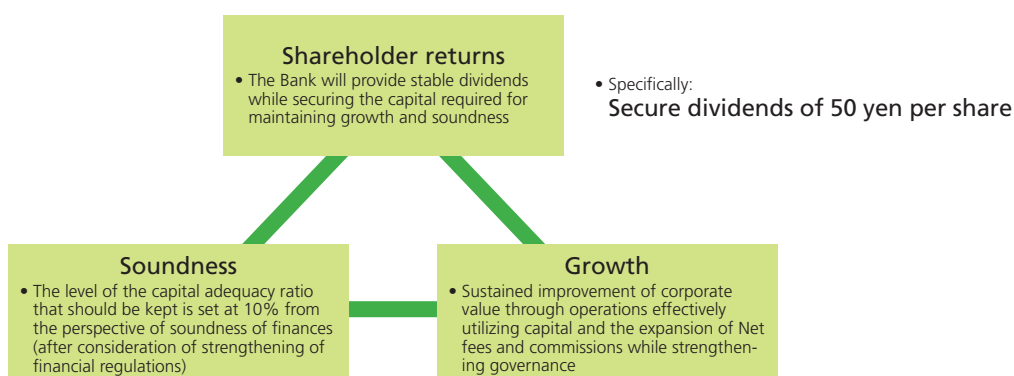 Shareholder returns
• The Bank will provide stable dividends
while securing the capital required for
maintaining growth and soundness
• Specifically:
Secure dividends of 50 yen per share
Soundness
• The level of the capital adequacy ratio
that should be kept is set at 10% from
the perspective of soundness of finances
(after consideration of strengthening of
financial regulations)
Growth
• Sustained improvement of corporate
value through operations effectively
utilizing capital and the expansion of Net
fees and commissions while strengthen-
ing governance